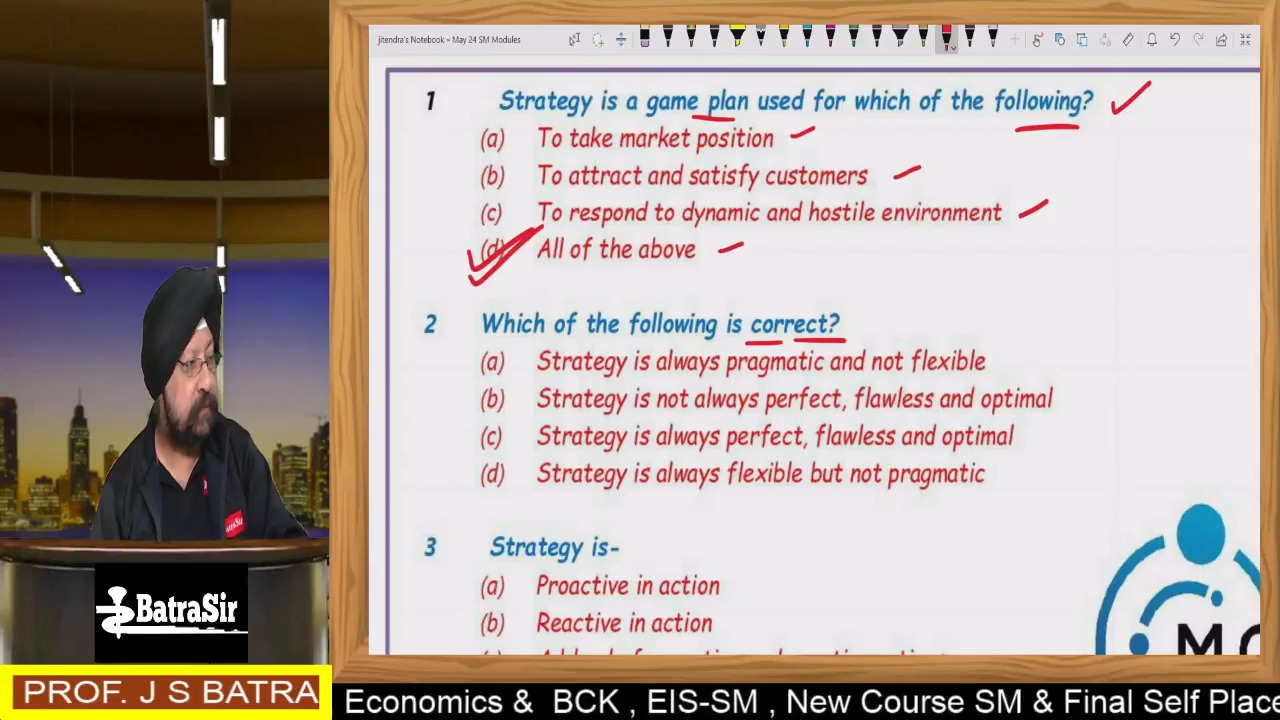 jitendra's Notebook » May 24 SM Modules
1 Strategy is a game plan used for which of the following?
(a) To take market position
(b) To attract and satisfy customers
(c) To respond to dynamic and hostile environment
(d) All of the above
2 Which of the following is correct?
(a) Strategy is always pragmatic and not flexible
(b) Strategy is not always perfect, flawless and optimal
(c) Strategy is always perfect, flawless and optimal
(d) Strategy is always flexible but not pragmatic
3 Strategy is-
(a) Proactive in action
(b) Reactive in action
BatraSir
PROF. J S BATRA
Economics & BCK , EIS-SM , New Course SM & Final Self Place